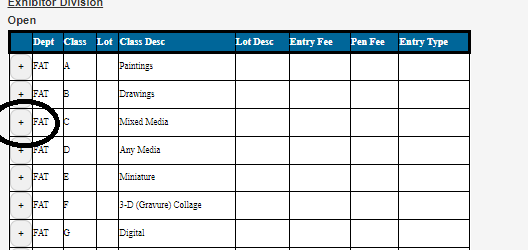 Exhibitor Division
Open
Dept Class Lot Class Desc Lot Desc Entry Fee Pen Fee Entry Type
+ FAT A Paintings
+ FAT B Drawings
+ FAT C Mixed Media
+ FAT D Any Media
+ FAT E Miniature
+ FAT F 3-D (Gravure) Collage
+ FAT G Digital